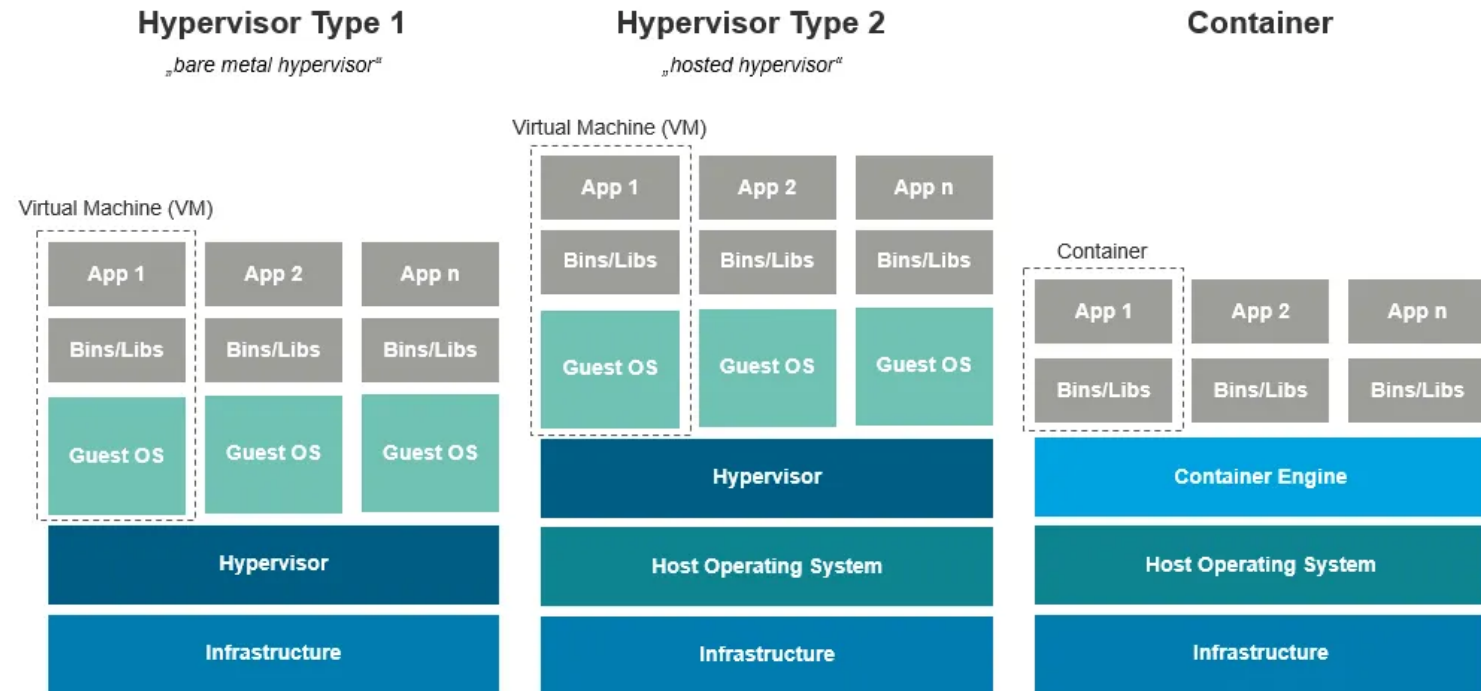 Hypervisor Type 1
„bare metal hypervisor“
Virtual Machine (VM)
App 1
App 2
App n
Bins/Libs
Bins/Libs
Bins/Libs
Guest OS
Guest OS
Guest OS
Hypervisor
Infrastructure
Hypervisor Type 2
„hosted hypervisor“
Virtual Machine (VM)
App 1
App 2
App n
Bins/Libs
Bins/Libs
Bins/Libs
Guest OS
Guest OS
Guest OS
Hypervisor
Host Operating System
Infrastructure
Container
Container
App 1
App 2
App n
Bins/Libs
Bins/Libs
Bins/Libs
Container Engine
Host Operating System
Infrastructure